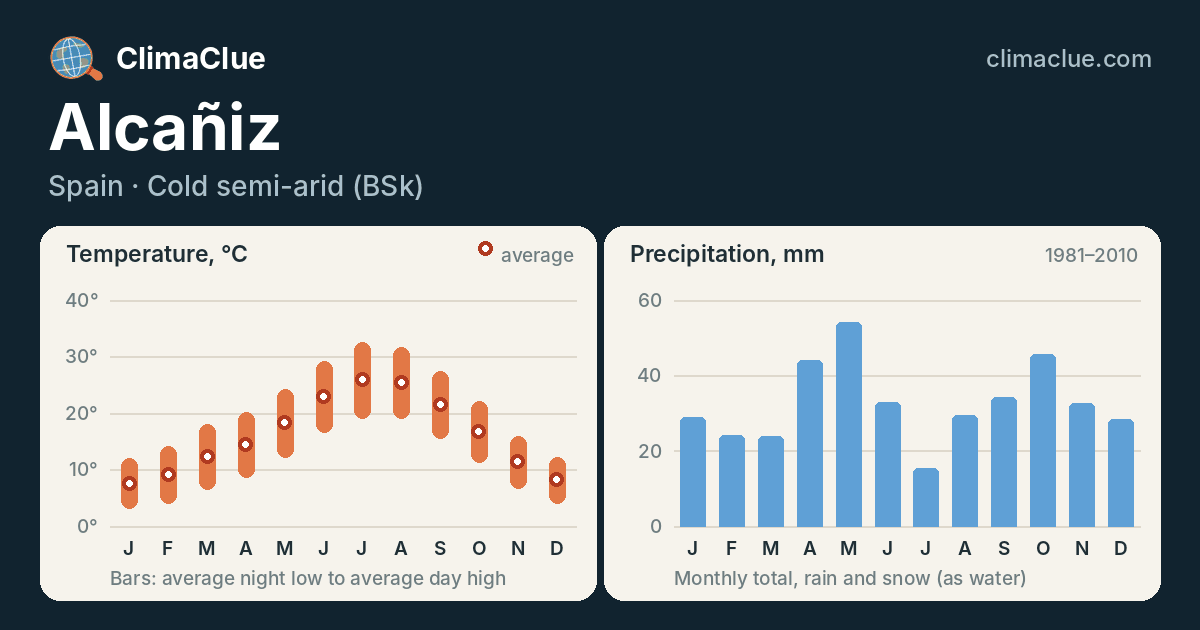 ClimaClue
climaclue.com
Alcañiz
Spain · Cold semi-arid (BSk)
Temperature, °C
average
40°
30°
20°
10°
0°
J F M A M J J A S O N D
Bars: average night low to average day high
Precipitation, mm
1981–2010
60
40
20
0
J F M A M J J A S O N D
Monthly total, rain and snow (as water)